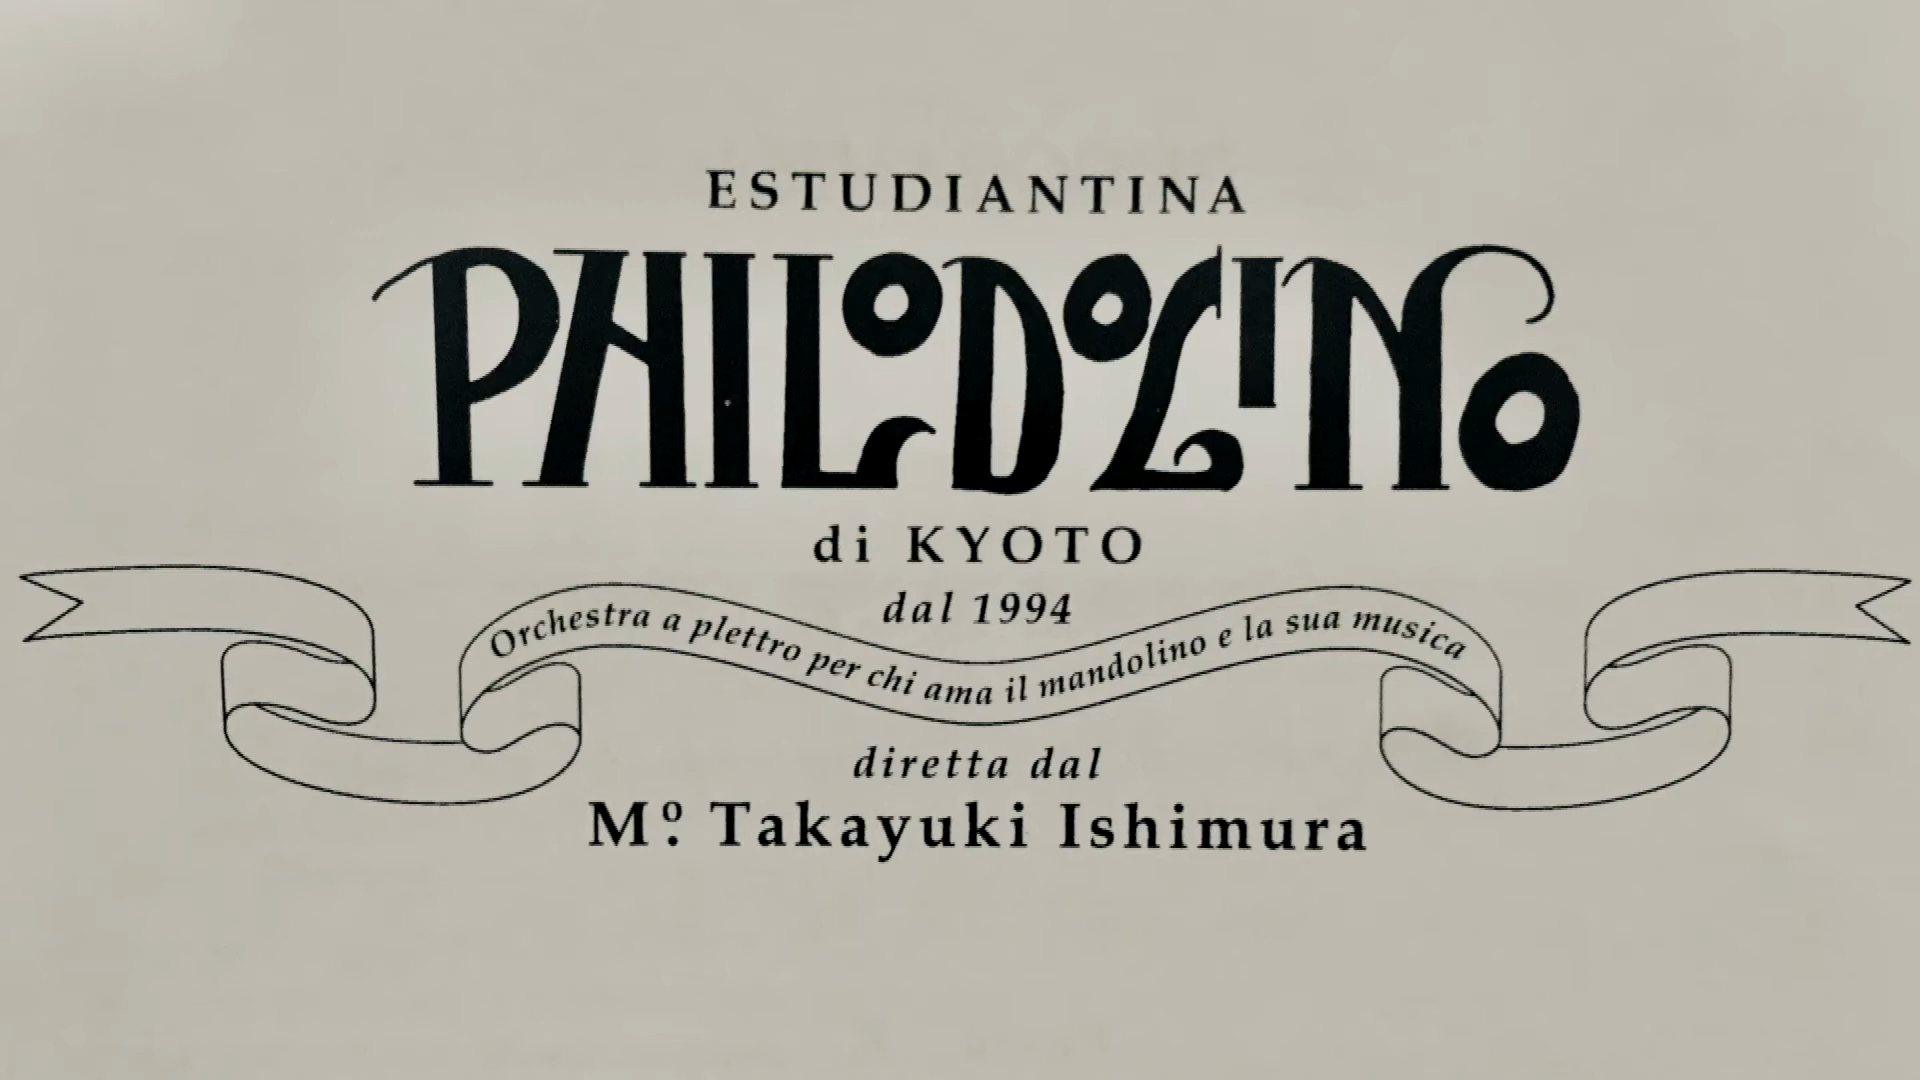 ESTUDIANTINA
PHILODOLINO
di KYOTO
dal 1994
Orchestra a plettro per chi ama il mandolino e la sua musica
diretta dal
Mº. Takayuki Ishimura